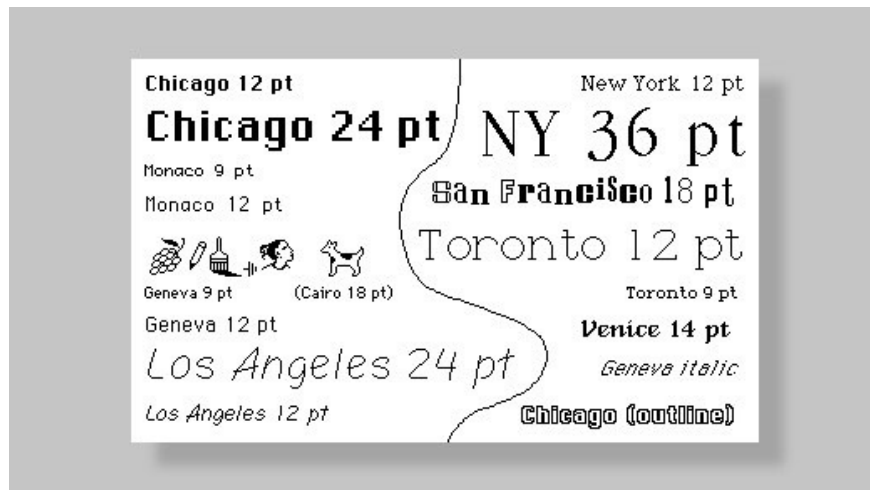 Chicago 12 pt
Chicago 24 pt
Monaco 9 pt
Monaco 12 pt
Geneva 9 pt (Cairo 18 pt)
Geneva 12 pt
Los Angeles 24 pt
Los Angeles 12 pt
New York 12 pt
NY 36 pt
San Francisco 18 pt
Toronto 12 pt
Toronto 9 pt
Venice 14 pt
Geneva italic
Chicago (outline)